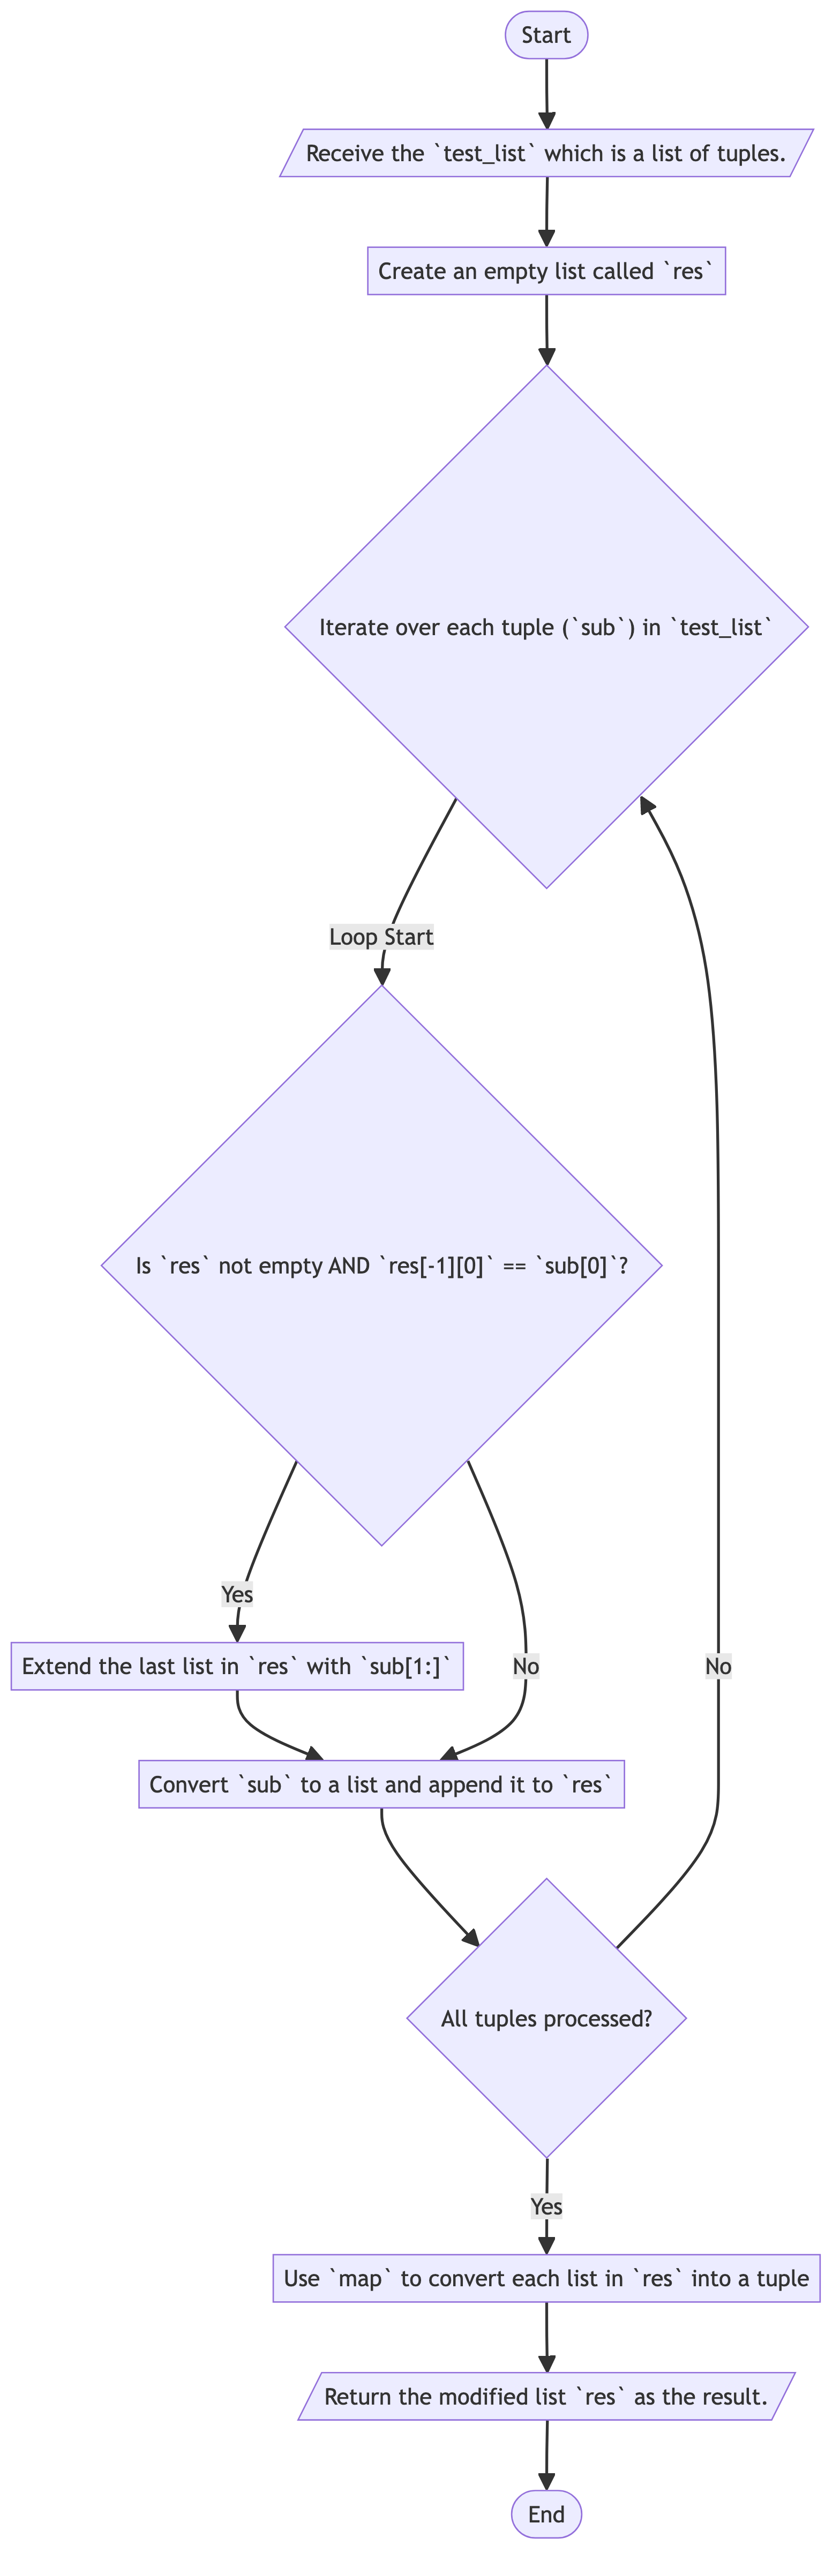 Start
Receive the `test_list` which is a list of tuples.
Create an empty list called `res`
Iterate over each tuple (`sub`) in `test_list`
Loop Start
Is `res` not empty AND `res[-1][0]` == `sub[0]`?
Yes
Extend the last list in `res` with `sub[1:]`
No
No
Convert `sub` to a list and append it to `res`
All tuples processed?
Yes
Use `map` to convert each list in `res` into a tuple
Return the modified list `res` as the result.
End